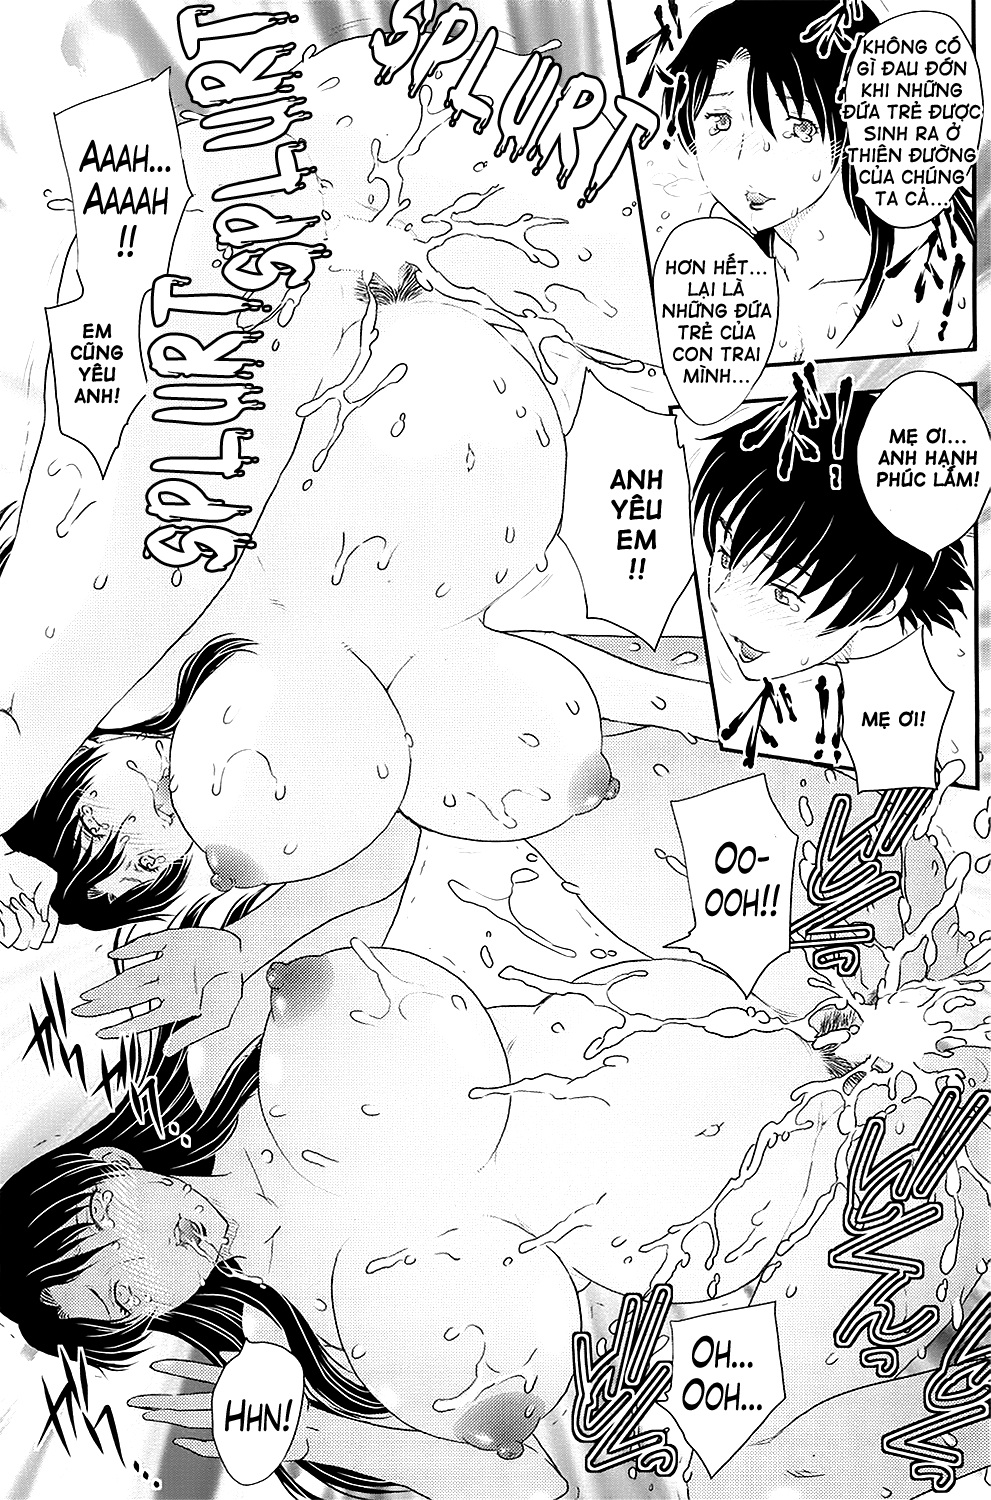 KHÔNG CÓ
GÌ ĐAU ĐỚN
KHI NHỮNG
ĐỨA TRẺ ĐƯỢC
SINH RA Ở
THIÊN ĐƯỜNG
CỦA CHÚNG
TA CẢ...
HƠN HẾT...
LẠI LÀ
NHỮNG ĐỨA
TRẺ CỦA
CON TRAI
MÌNH...
SPLURT
SPLURT
SPLURT
AAAH...
AAAAH
!!
EM
CŨNG YÊU
ANH!
MẸ ƠI...
ANH HẠNH
PHÚC LẮM!
ANH
YÊU
EM
!!
MẸ ƠI!
OO-
OOH!!
OH...
OOH...
HHN!